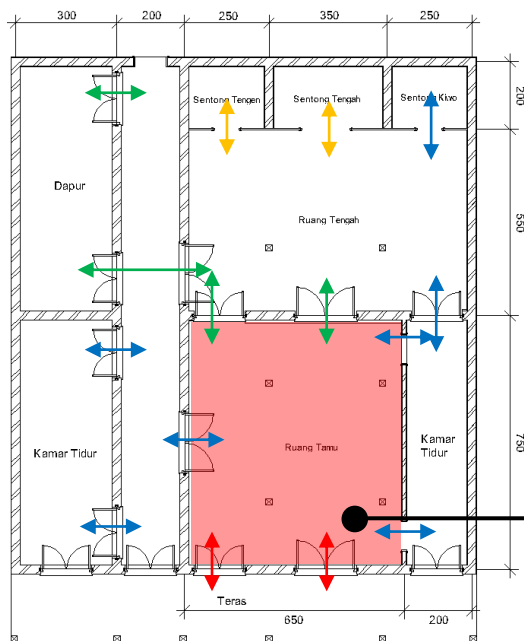 300 200 250 350 250
Sentong Tengen Sentong Tengah Sentong Kiwo
200
Dapur
Ruang Tengah
550
Kamar Tidur
Ruang Tamu
Kamar
Tidur
750
Teras
650 200